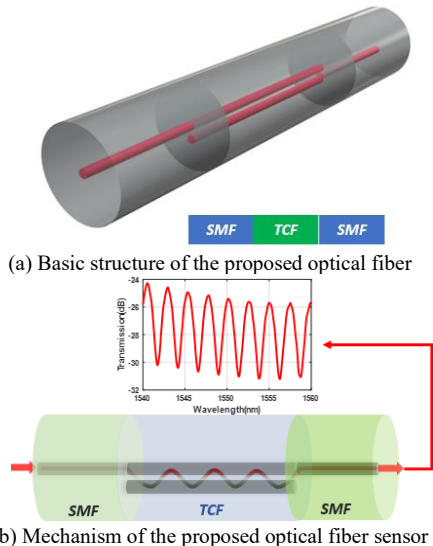 SMF TCF SMF
(a) Basic structure of the proposed optical fiber
-24
-26
-28
-30
-32
Transmission(dB)
1540 1545 1550 1555 1560
Wavelength(nm)
SMF TCF SMF
b) Mechanism of the proposed optical fiber sensor